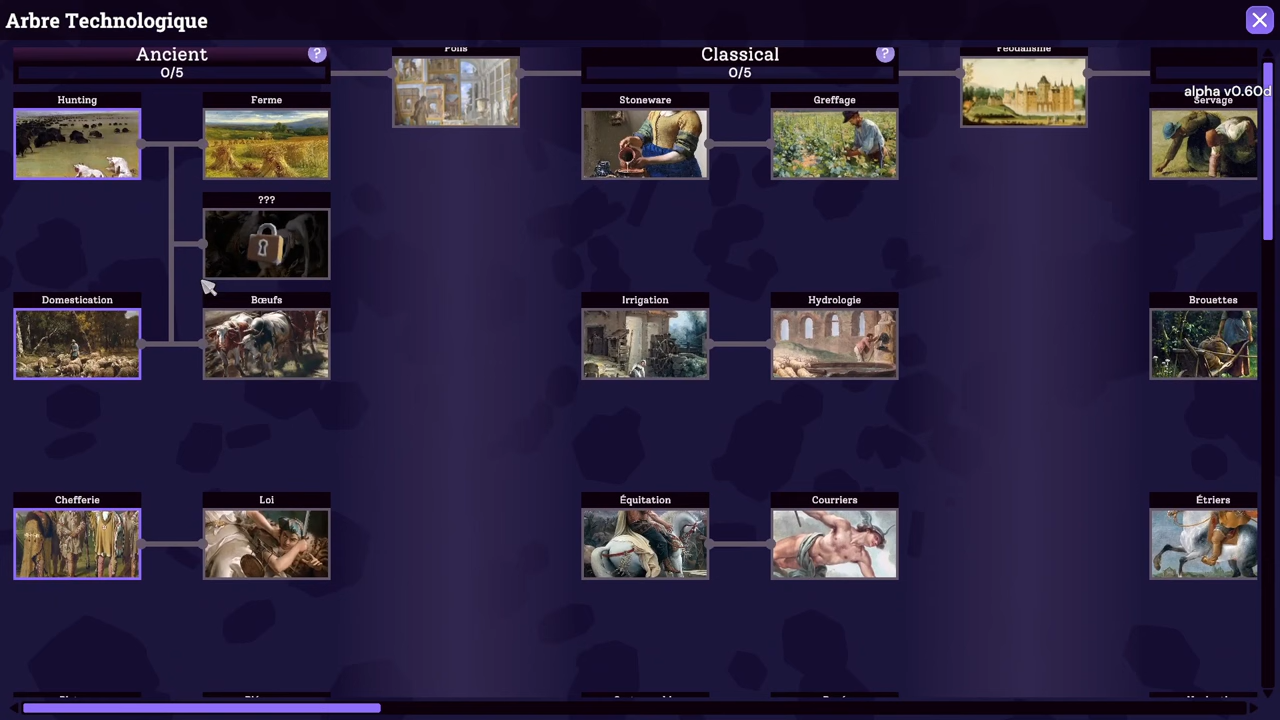 Arbre Technologique
Ancient
?
0/5
Polis
Classical
?
0/5
Féodalisme
alpha v0.60d
Hunting
Ferme
Stoneware
Greffage
Servage
???
Domestication
Bœufs
Irrigation
Hydrologie
Brouettes
Chefferie
Loi
Équitation
Courriers
Étriers